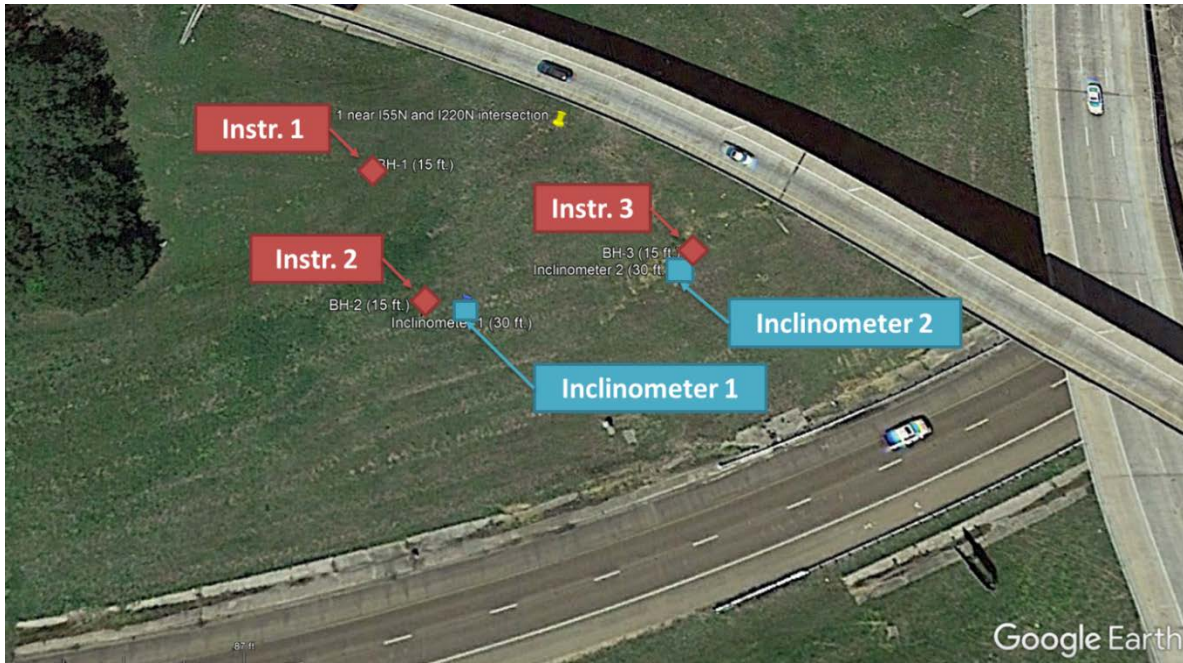 1 near I55N and I220N intersection
Instr. 1
BH-1 (15 ft.)
Instr. 3
BH-3 (15 ft.)
Instr. 2
Inclinometer 2 (30 ft.
BH-2 (15 ft.)
Inclinometer 1 (30 ft.)
Inclinometer 2
Inclinometer 1
87 ft
Google Earth